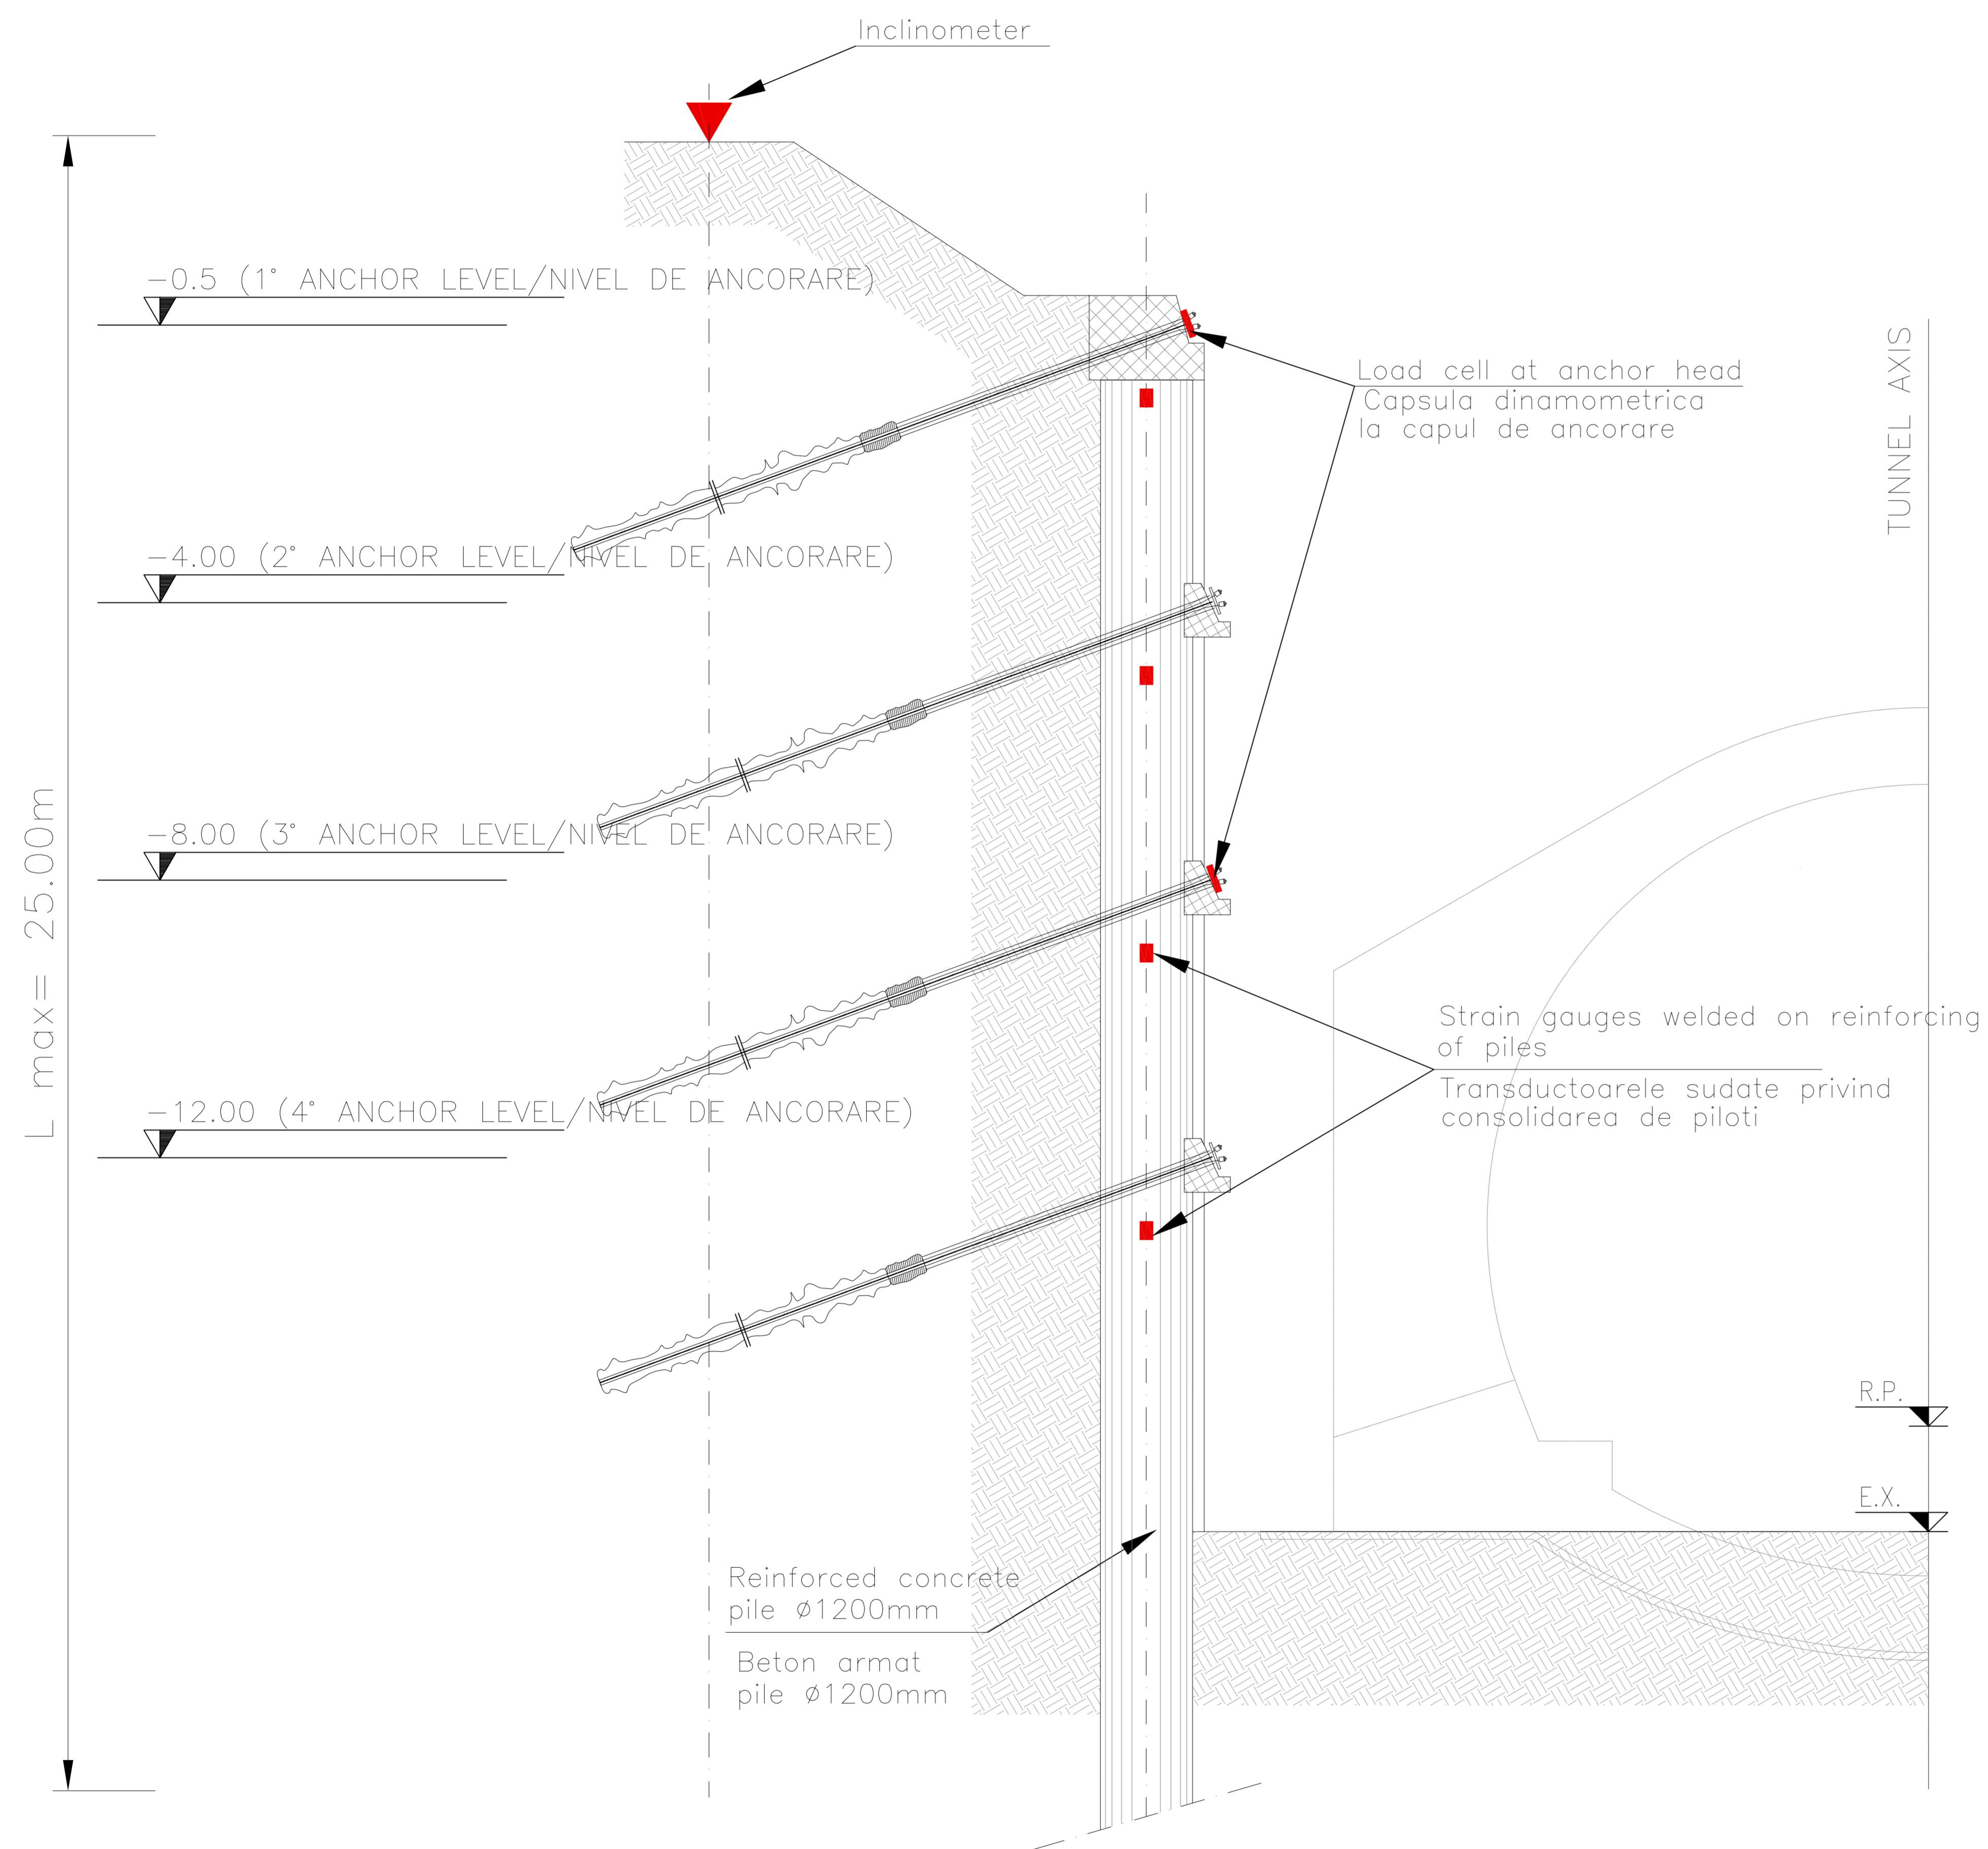 Inclinometer
−0.5 (1° ANCHOR LEVEL/NIVEL DE ANCORARE)
TUNNEL AXIS
Load cell at anchor head
Capsula dinamometrica
la capul de ancorare
−4.00 (2° ANCHOR LEVEL/NIVEL DE ANCORARE)
L max= 25.00m
−8.00 (3° ANCHOR LEVEL/NIVEL DE ANCORARE)
Strain gauges welded on reinforcing
of piles
Transductoarele sudate privind
consolidarea de piloti
−12.00 (4° ANCHOR LEVEL/NIVEL DE ANCORARE)
R.P.
E.X.
Reinforced concrete
pile Ø1200mm
Beton armat
pile Ø1200mm